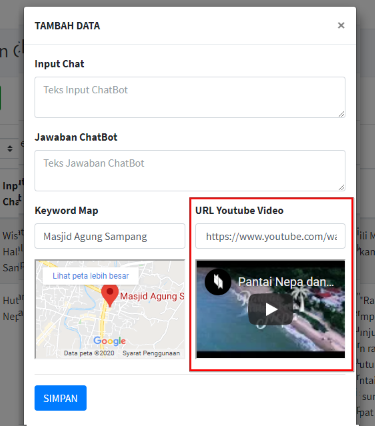 TAMBAH DATA ×
Input Chat
Teks Input ChatBot
Jawaban ChatBot
Teks Jawaban ChatBot
Keyword Map
Masjid Agung Sampang
Lihat peta lebih besar
Masjid Agung S
Google
Data peta ©2020 Syarat Penggunaan
URL Youtube Video
https://www.youtube.com/wa
Pantai Nepa dan...
SIMPAN